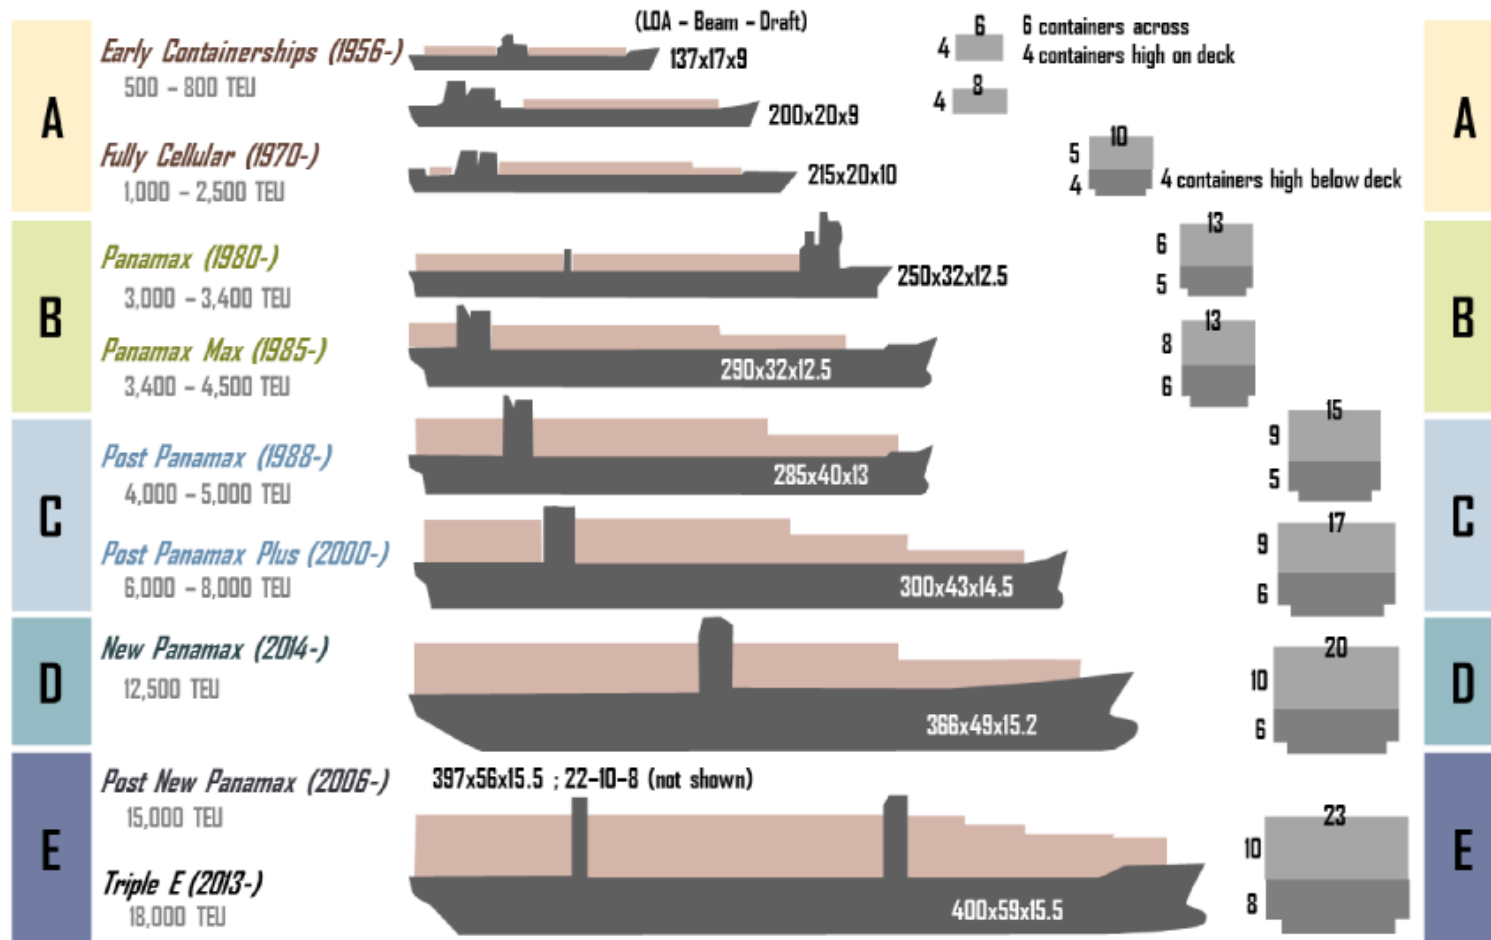 (LOA - Beam - Draft)
A
Early Containerships (1956-)
500 – 800 TEU
137x17x9
6
4
6 containers across
4 containers high on deck
200x20x9
8
4
Fully Cellular (1970-)
1,000 – 2,500 TEU
215x20x10
10
5
4
4 containers high below deck
A
B
Panamax (1980-)
3,000 – 3,400 TEU
250x32x12.5
13
6
5
Panamax Max (1985-)
3,400 – 4,500 TEU
290x32x12.5
13
8
6
B
C
Post Panamax (1988-)
4,000 – 5,000 TEU
285x40x13
15
9
5
Post Panamax Plus (2000-)
6,000 – 8,000 TEU
300x43x14.5
17
9
6
C
D
New Panamax (2014-)
12,500 TEU
366x49x15.2
20
10
6
D
E
Post New Panamax (2006-)
15,000 TEU
397x56x15.5 ; 22-10-8 (not shown)
Triple E (2013-)
18,000 TEU
400x59x15.5
23
10
8
E